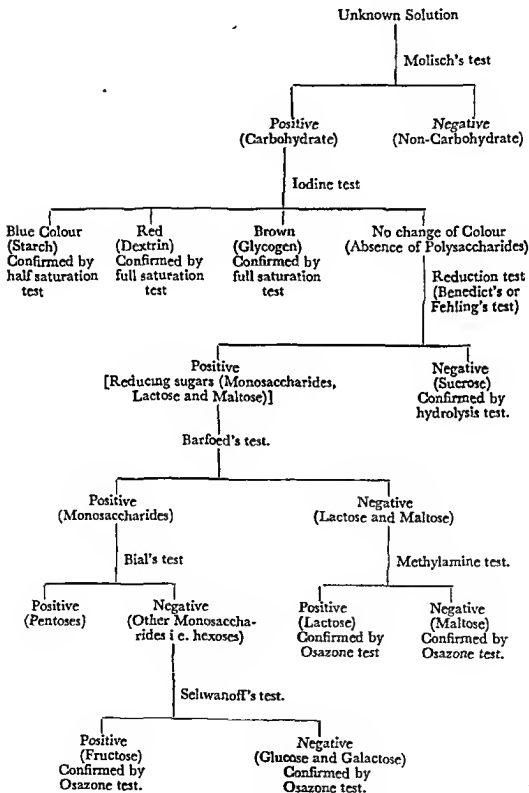 Unknown Solution
Molisch's test
Positive
(Carbohydrate)
Negative
(Non-Carbohydrate)
Iodine test
Blue Colour
(Starch)
Confirmed by
half saturation
test
Red
(Dextrin)
Confirmed by
full saturation
test
Brown
(Glycogen)
Confirmed by
full saturation
test
No change of Colour
(Absence of Polysaccharides)
Reduction test
(Benedict's or
Fehling's test)
Positive
[Reducing sugars (Monosaccharides,
Lactose and Maltose)]
Negative
(Sucrose)
Confirmed by
hydrolysis test.
Barfoed's test.
Positive
(Monosaccharides)
Negative
(Lactose and Maltose)
Bial's test
Methylamine test.
Positive
(Pentoses)
Negative
(Other Monosaccha-
rides i e. hexoses)
Positive
(Lactose)
Confirmed by
Osazone test
Negative
(Maltose)
Confirmed by
Osazone test.
Seliwanoff's test.
Positive
(Fructose)
Confirmed by
Osazone test.
Negative
(Glucose and Galactose)
Confirmed by
Osazone test.